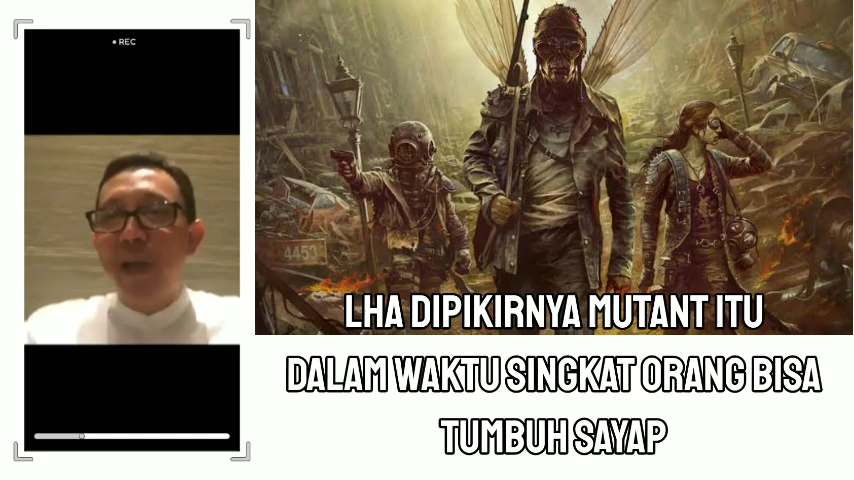 REC
4453
LHA DIPIKIRNYA MUTANT ITU
DALAM WAKTU SINGKAT ORANG BISA
TUMBUH SAYAP